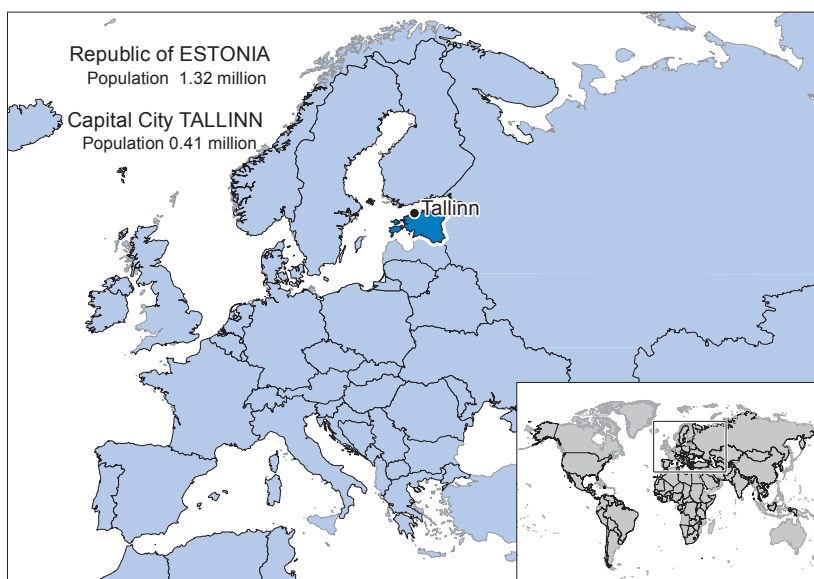 Republic of ESTONIA
Population 1.32 million
Capital City TALLINN
Population 0.41 million
Tallinn